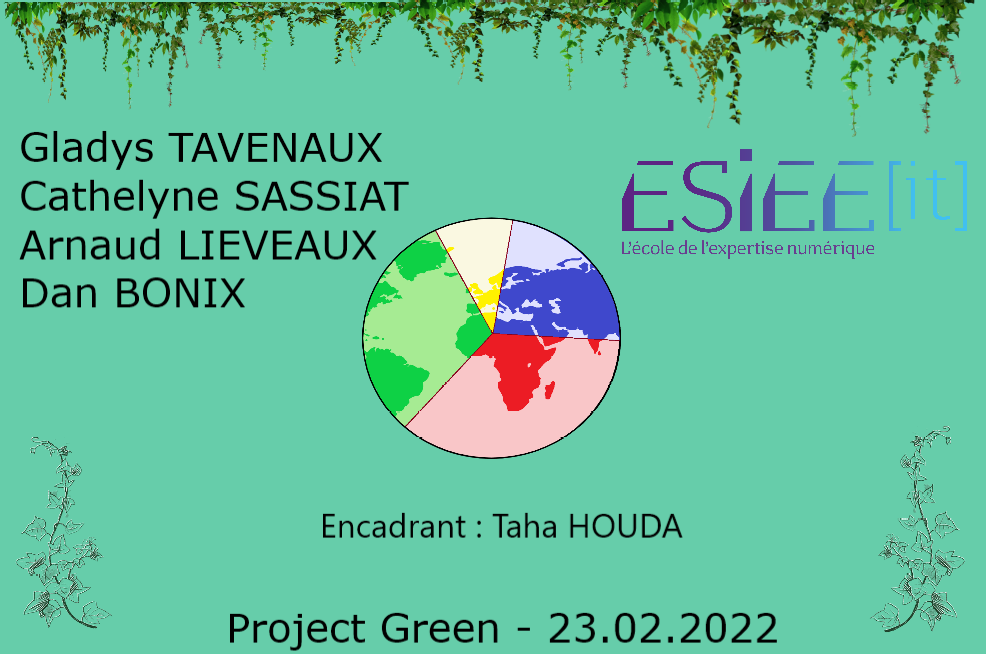 Gladys TAVENAUX
Cathelyne SASSIAT
Arnaud LIEVEAUX
Dan BONIX
ESIEE[it]
L'école de l'expertise numérique
Encadrant : Taha HOUDA
Project Green - 23.02.2022